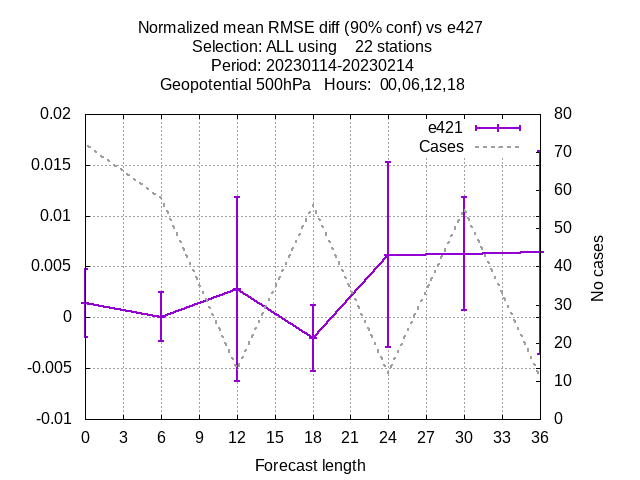 Normalized mean RMSE diff (90% conf) vs e427
Selection: ALL using    22 stations
Period: 20230114-20230214
Geopotential 500hPa   Hours:  00,06,12,18
0.02
0.015
0.01
0.005
0
-0.005
-0.01
80
70
60
50
40
30
20
10
0
e421
Cases
No cases
0 3 6 9 12 15 18 21 24 27 30 33 36
Forecast length